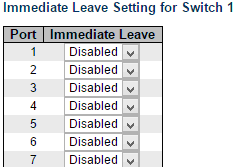 Immediate Leave Setting for Switch 1
Port Immediate Leave
1 Disabled
2 Disabled
3 Disabled
4 Disabled
5 Disabled
6 Disabled
7 Disabled